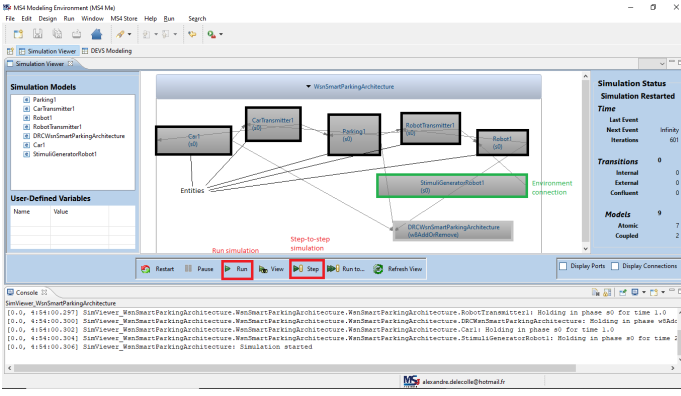 MS4 Modeling Environment (MS4 Me)
File Edit Design Run Window MS4 Store Help Run Search
Simulation Viewer DEVS Modeling
Simulation Viewer
Simulation Models
Parking1
CarTransmitter1
Robot1
RobotTransmitter1
DRCWsnSmartParkingArchitecture
Car1
StimuliGeneratorRobot1
User-Defined Variables
Name Value
WsnSmartParkingArchitecture
Car1
(s0)
CarTransmitter1
(s0)
Parking1
(s0)
RobotTransmitter1
(s0)
Robot1
(s0)
Entities
StimuliGeneratorRobot1
(s0)
Environment
connection
DRCWsnSmartParkingArchitecture
(w8AddOrRemove)
Run simulation
Step-to-step
simulation
Simulation Status
Simulation Restarted
Time
Last Event
Next Event Infinity
Iterations 601
Transitions 0
Internal 0
External 0
Confluent 0
Models 9
Atomic 7
Coupled 2
Restart Pause Run View Step Run to... Refresh View
Display Ports Display Connections
Console
SimViewer_WsnSmartParkingArchitecture
[0.0, 4:54:00.297] SimViewer_WsnSmartParkingArchitecture.WsnSmartParkingArchitecture.WsnSmartParkingArchitecture.RobotTransmitter1: Holding in phase s0 for time 1.0
[0.0, 4:54:00.300] SimViewer_WsnSmartParkingArchitecture.WsnSmartParkingArchitecture.WsnSmartParkingArchitecture.DRCWsnSmartParkingArchitecture: Holding in phase w8Add
[0.0, 4:54:00.302] SimViewer_WsnSmartParkingArchitecture.WsnSmartParkingArchitecture.WsnSmartParkingArchitecture.Car1: Holding in phase s0 for time 1.0
[0.0, 4:54:00.304] SimViewer_WsnSmartParkingArchitecture.WsnSmartParkingArchitecture.WsnSmartParkingArchitecture.StimuliGeneratorRobot1: Holding in phase s0 for time 2
[0.0, 4:54:00.306] SimViewer_WsnSmartParkingArchitecture: Simulation started
MS4 alexandre.delecolle@hotmail.fr